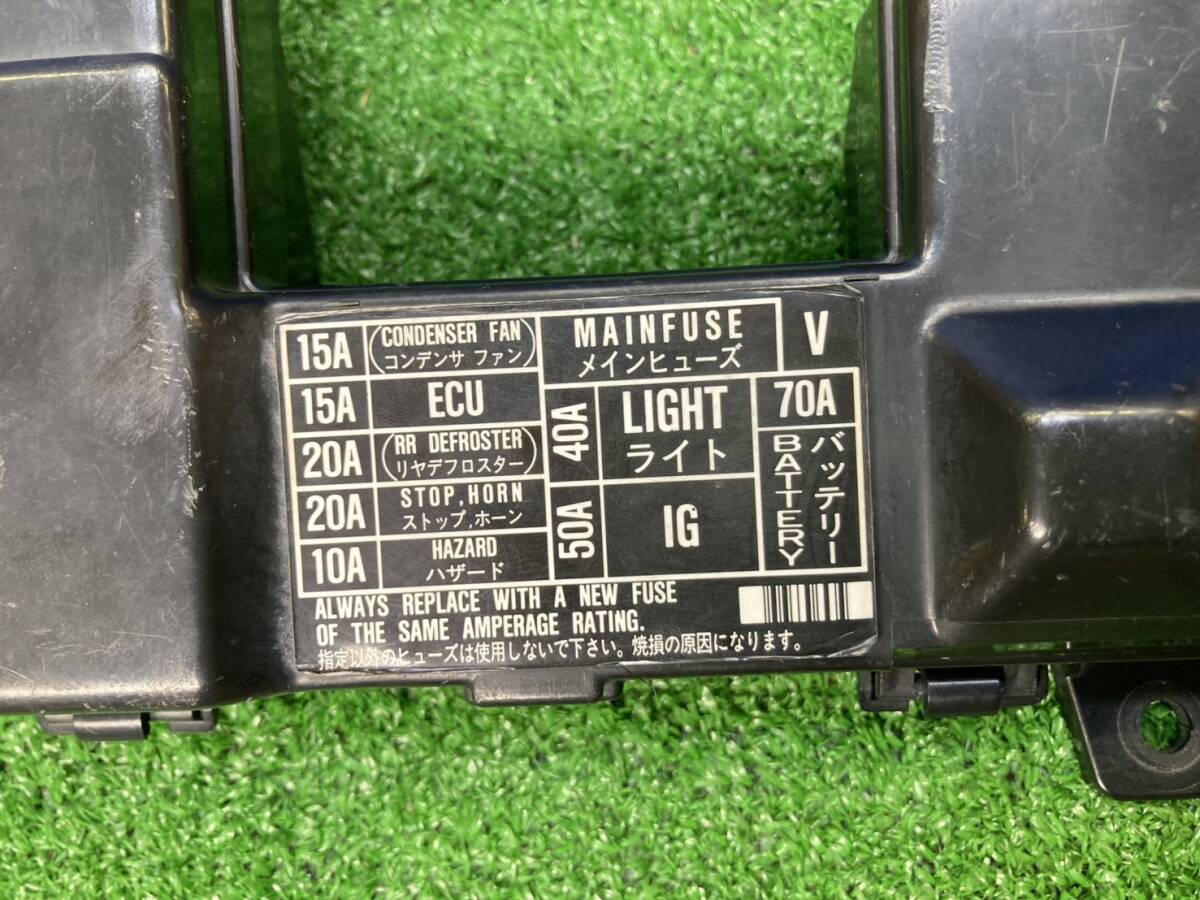 15A (CONDENSER FAN)
(コンデンサ ファン)
15A ECU
20A (RR DEFROSTER)
(リヤデフロスター)
20A STOP,HORN
ストップ,ホーン
10A HAZARD
ハザード
MAINFUSE
メインヒューズ
V
40A LIGHT
ライト
50A IG
70A
BATTERY
バッテリー
ALWAYS REPLACE WITH A NEW FUSE
OF THE SAME AMPERAGE RATING.
指定以外のヒューズは使用しないで下さい。焼損の原因になります。